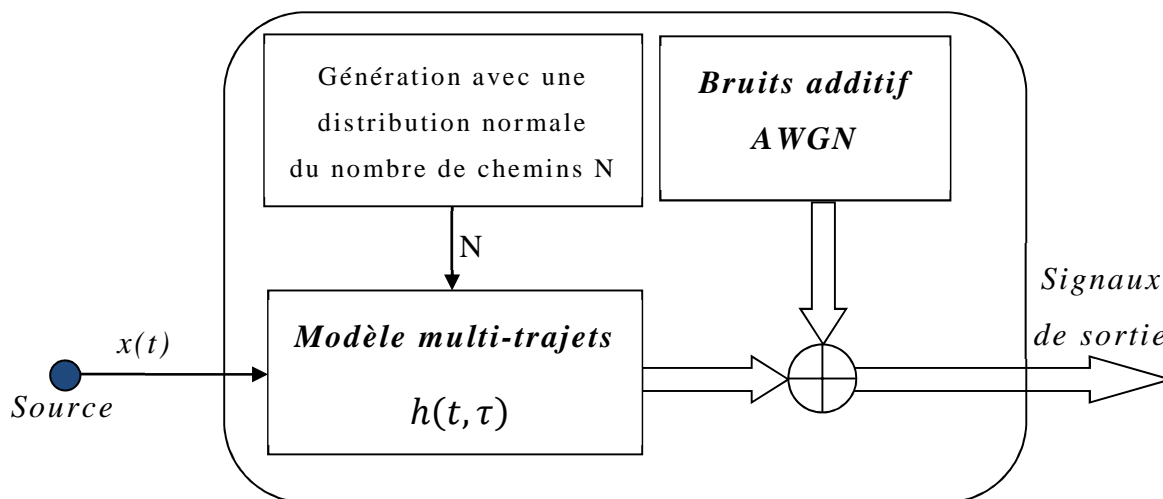 Génération avec une
distribution normale
du nombre de chemins N
Bruits additif
AWGN
N
Signaux
de sortie
x(t)
Modèle multi-trajets
h(t, τ)
Source